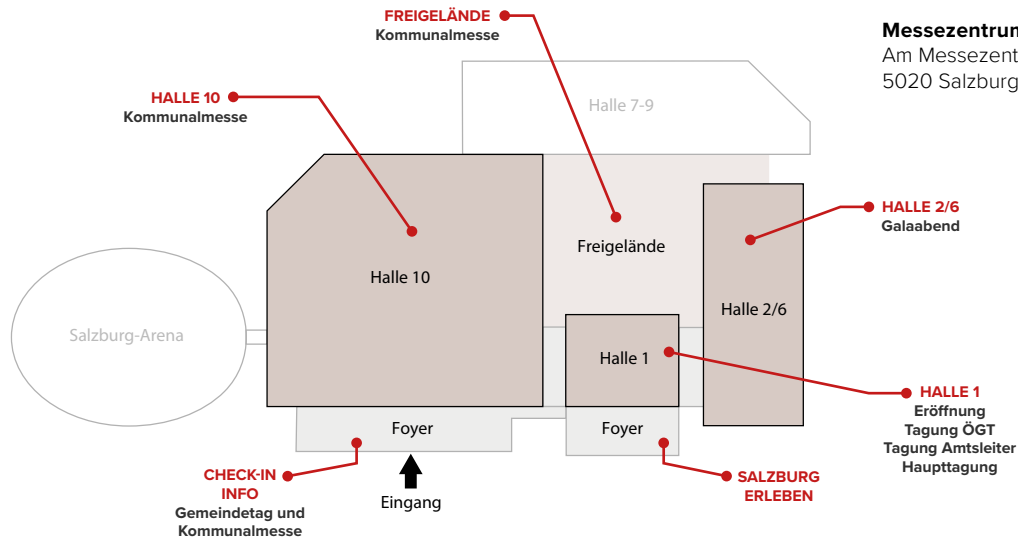 FREIGELÄNDE
Kommunalmesse
Messezentrum
Am Messezent
5020 Salzburg
HALLE 10
Kommunalmesse
Halle 7-9
HALLE 2/6
Galaabend
Freigelände
Halle 10
Halle 2/6
Salzburg-Arena
Halle 1
HALLE 1
Eröffnung
Tagung ÖGT
Tagung Amtsleiter
Haupttagung
Foyer
Foyer
CHECK-IN
INFO
Gemeindetag und
Kommunalmesse
Eingang
SALZBURG
ERLEBEN